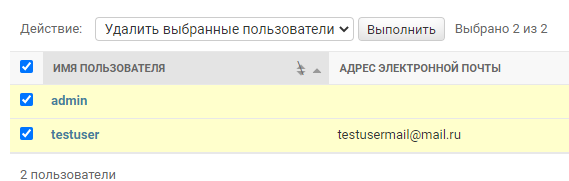 Действие: Удалить выбранные пользователи Выполнить Выбрано 2 из 2
ИМЯ ПОЛЬЗОВАТЕЛЯ АДРЕС ЭЛЕКТРОННОЙ ПОЧТЫ
admin
testuser testusermail@mail.ru
2 пользователи